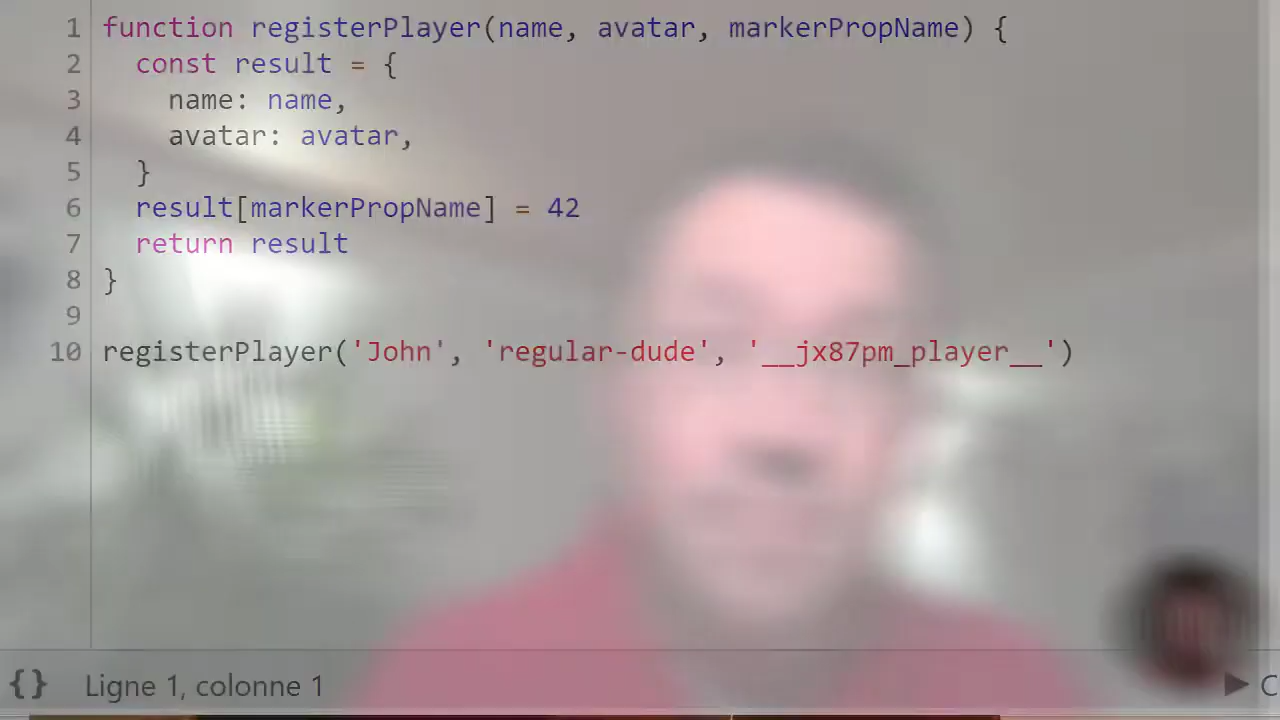 1 function registerPlayer(name, avatar, markerPropName) {
2 const result = {
3 name: name,
4 avatar: avatar,
5 }
6 result[markerPropName] = 42
7 return result
8 }
9
10 registerPlayer('John', 'regular-dude', '__jx87pm_player__')
{} Ligne 1, colonne 1 ▶ C